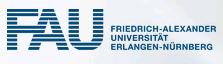 FAU
FRIEDRICH-ALEXANDER
UNIVERSITÄT
ERLANGEN-NÜRNBERG